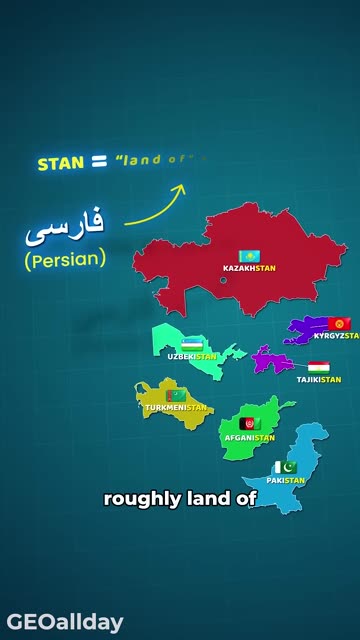 STAN = "land of"
فارسی
(Persian)
KAZAKHSTAN
KYRGYZSTA
UZBEKISTAN
TAJIKISTAN
TURKMENISTAN
AFGANISTAN
PAKISTAN
roughly land of
GEOallday